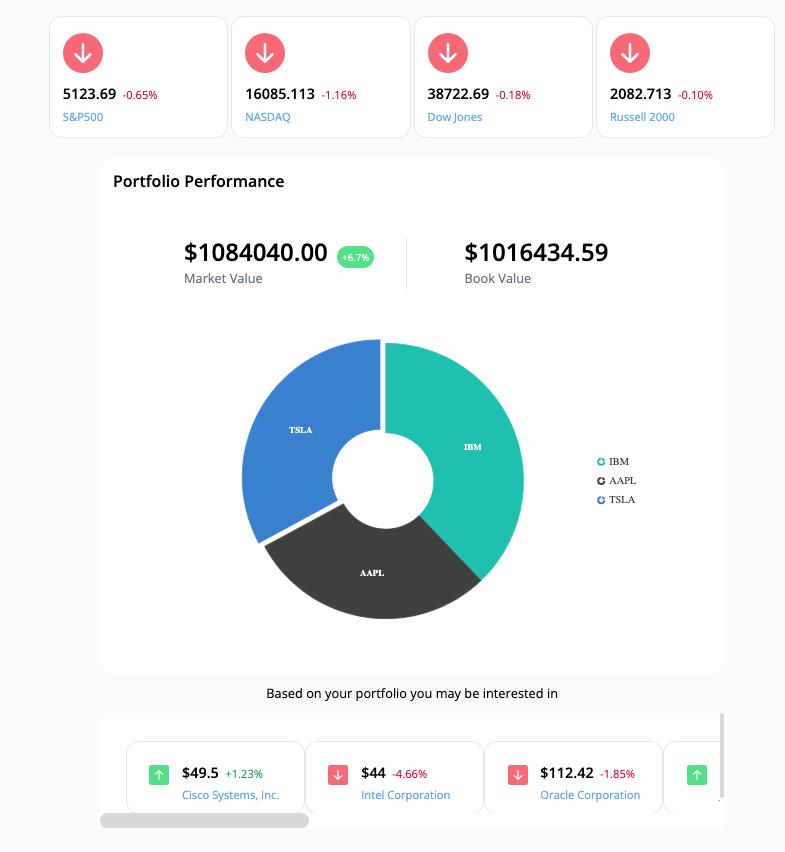 5123.69 -0.65%
S&P500
16085.113 -1.16%
NASDAQ
38722.69 -0.18%
Dow Jones
2082.713 -0.10%
Russell 2000
Portfolio Performance
$1084040.00 +6.7%
Market Value
$1016434.59
Book Value
TSLA
IBM
AAPL
IBM
AAPL
TSLA
Based on your portfolio you may be interested in
$49.5 +1.23%
Cisco Systems, Inc.
$44 -4.66%
Intel Corporation
$112.42 -1.85%
Oracle Corporation